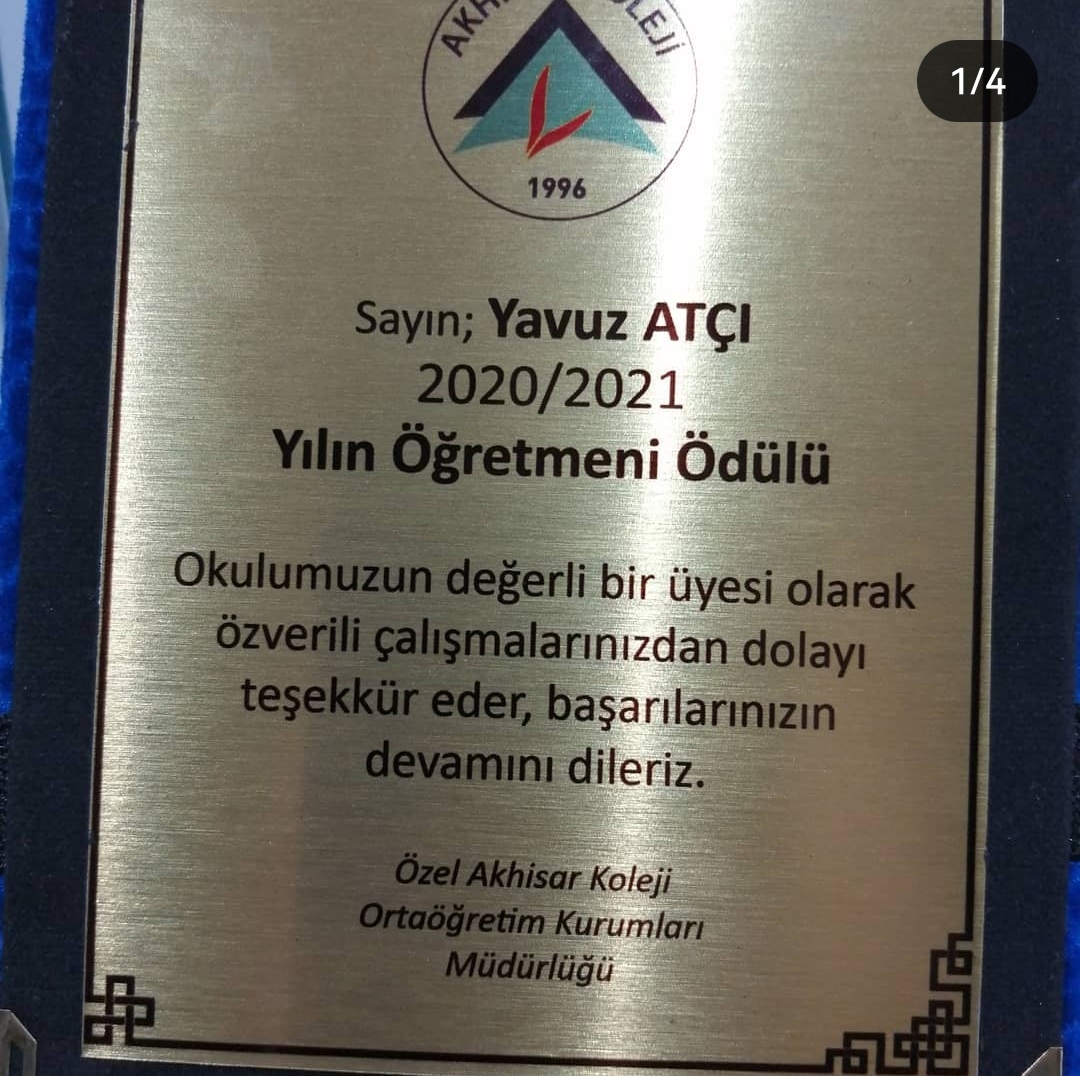 1/4
1996
Sayın; Yavuz ATÇI
2020/2021
Yılın Öğretmeni Ödülü
Okulumuzun değerli bir üyesi olarak
özverili çalışmalarınızdan dolayı
teşekkür eder, başarılarınızın
devamını dileriz.
Özel Akhisar Koleji
Ortaöğretim Kurumları
Müdürlüğü